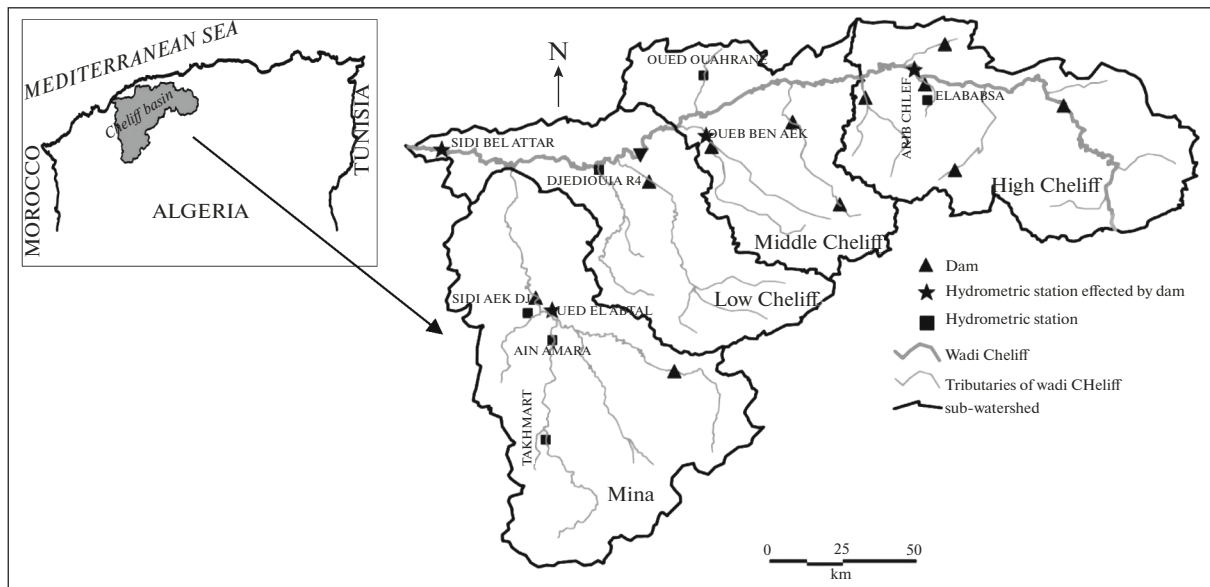 MEDITERRANEAN SEA
Cheliff basin
MOROCCO
ALGERIA
TUNISIA
N
OUED OUAHRANE
ARIB CHLEF
ELABABSA
SIDI BEL ATTAR
OUEB BEN AEK
DJEDIOUIA R4
High Cheliff
Middle Cheliff
Low Cheliff
SIDI AEK DJ
OUED EL ABTAL
AIN AMARA
TAKHMART
Mina
Dam
Hydrometric station effected by dam
Hydrometric station
Wadi Cheliff
Tributaries of wadi CHeliff
sub-watershed
0 25 50
km